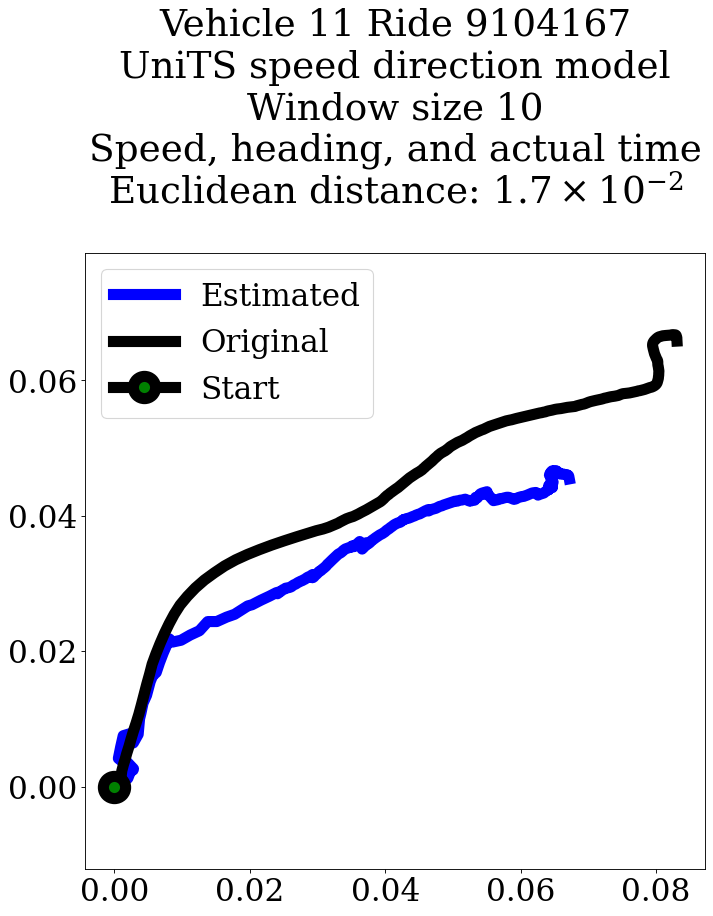 Vehicle 11 Ride 9104167
UniTS speed direction model
Window size 10
Speed, heading, and actual time
Euclidean distance: 1.7 × 10⁻²
Estimated
Original
Start
0.06
0.04
0.02
0.00
0.00 0.02 0.04 0.06 0.08